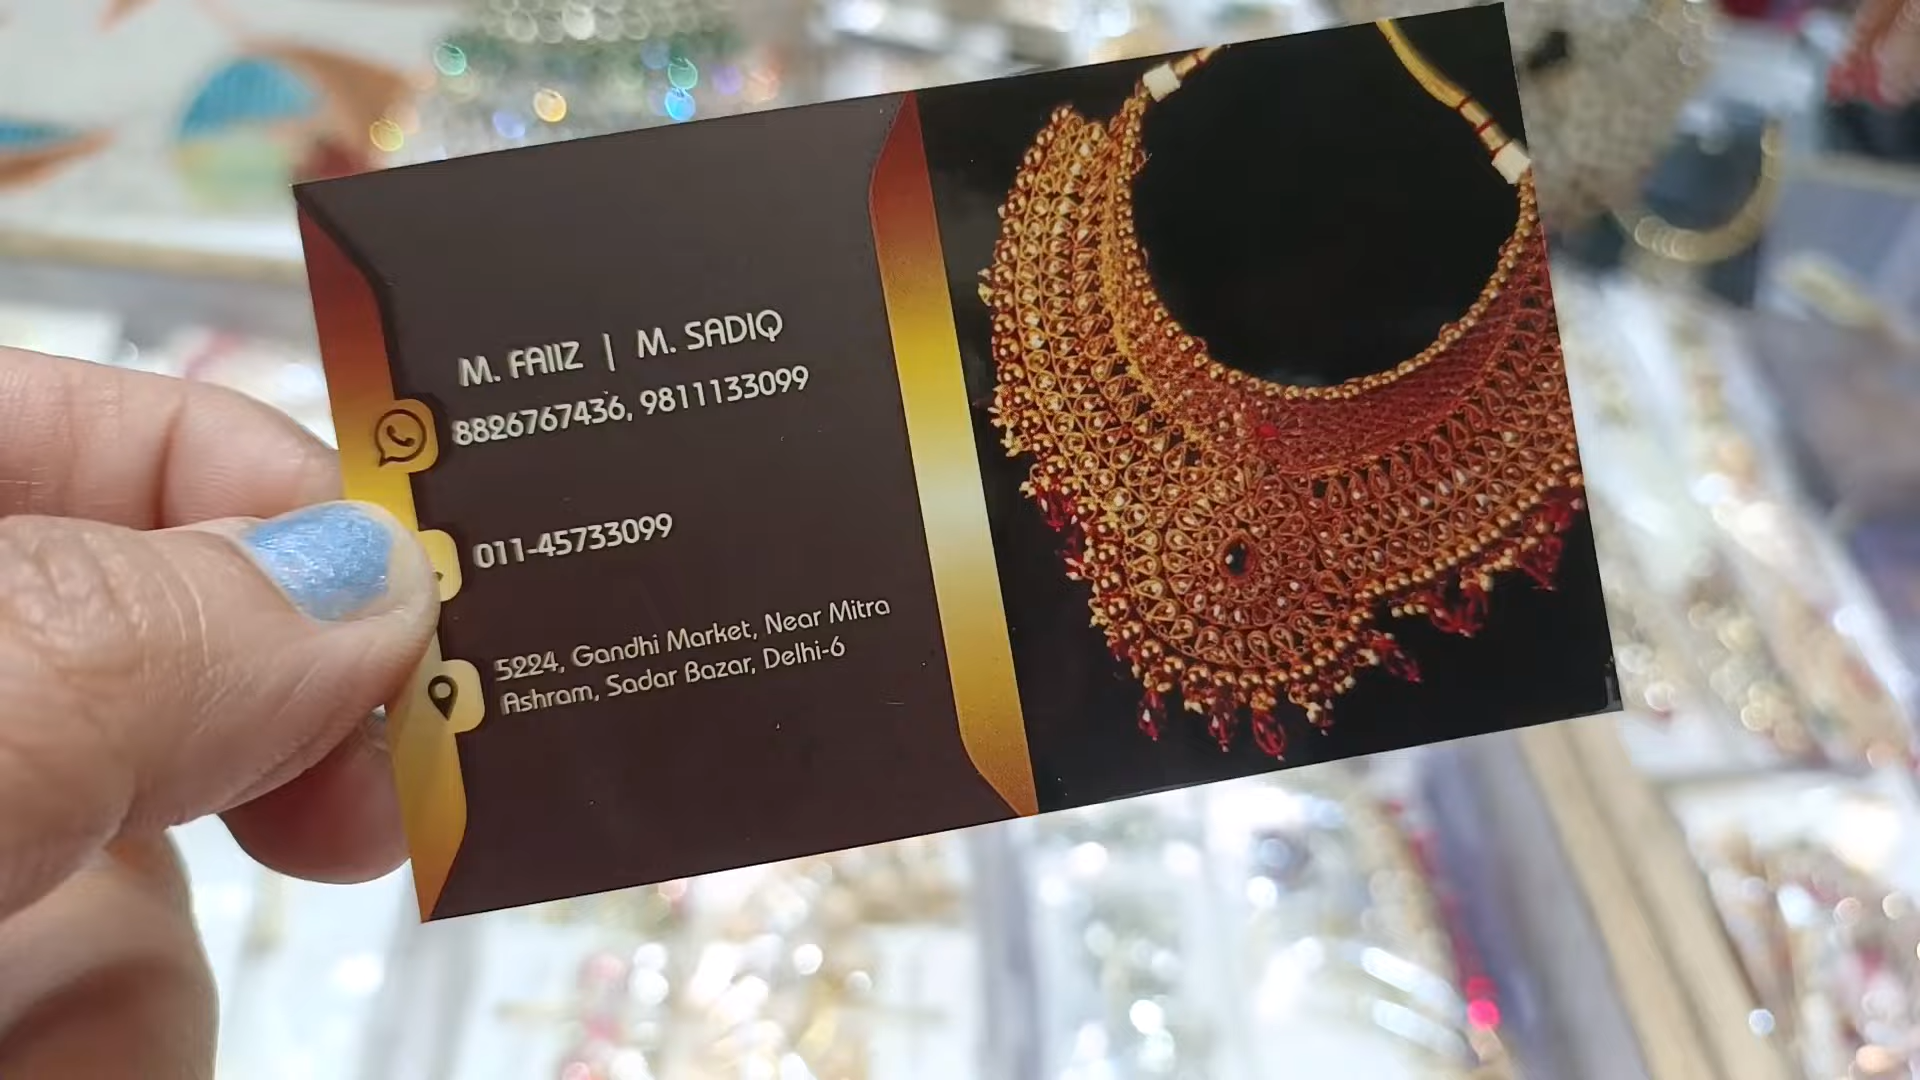 M. FAIIZ | M. SADIQ
8826767436, 9811133099
011-45733099
5224, Gandhi Market, Near Mitra
Ashram, Sadar Bazar, Delhi-6